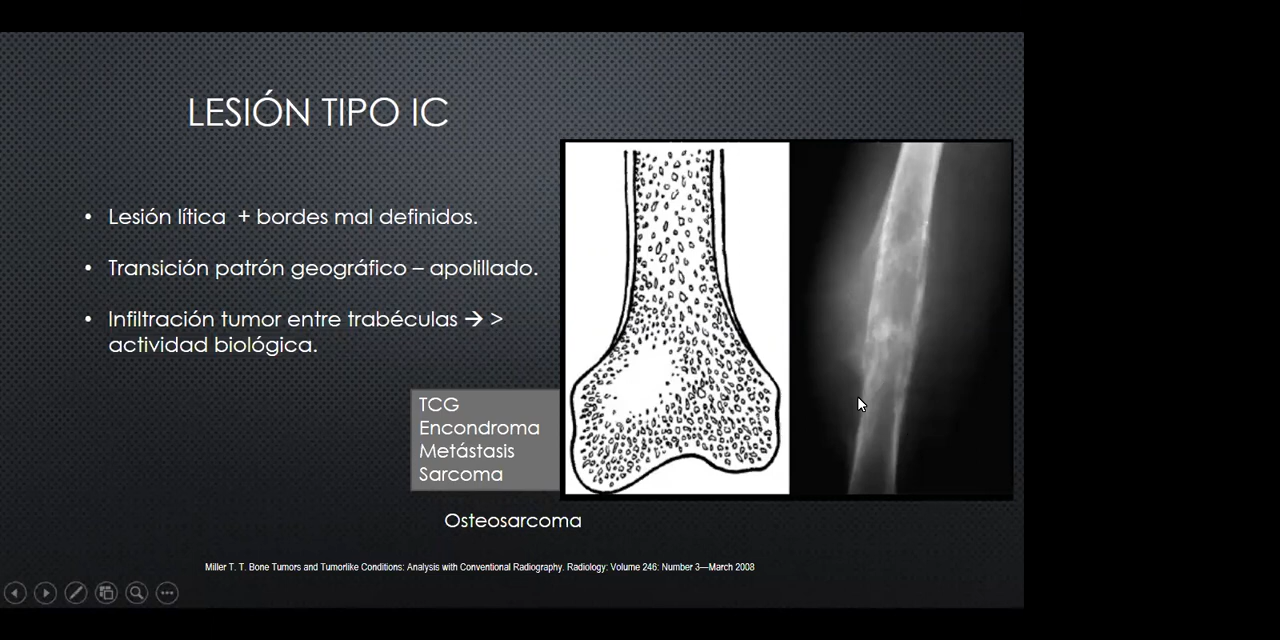 LESIÓN TIPO IC
• Lesión lítica + bordes mal definidos.
• Transición patrón geográfico – apolillado.
• Infiltración tumor entre trabéculas → >
actividad biológica.
TCG
Encondroma
Metástasis
Sarcoma
Osteosarcoma
Miller T. T. Bone Tumors and Tumorlike Conditions: Analysis with Conventional Radiography. Radiology: Volume 246: Number 3—March 2008